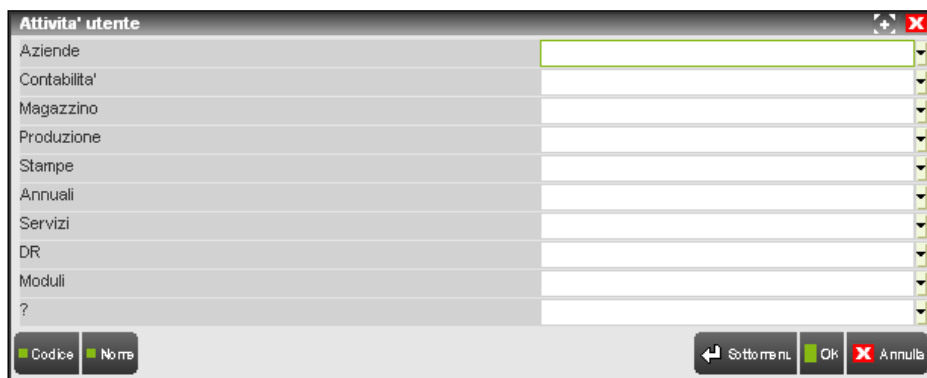 Attivita' utente
Aziende
Contabilita'
Magazzino
Produzione
Stampe
Annuali
Servizi
DR
Moduli
?
Codice Nome Sottomenu OK Annulla